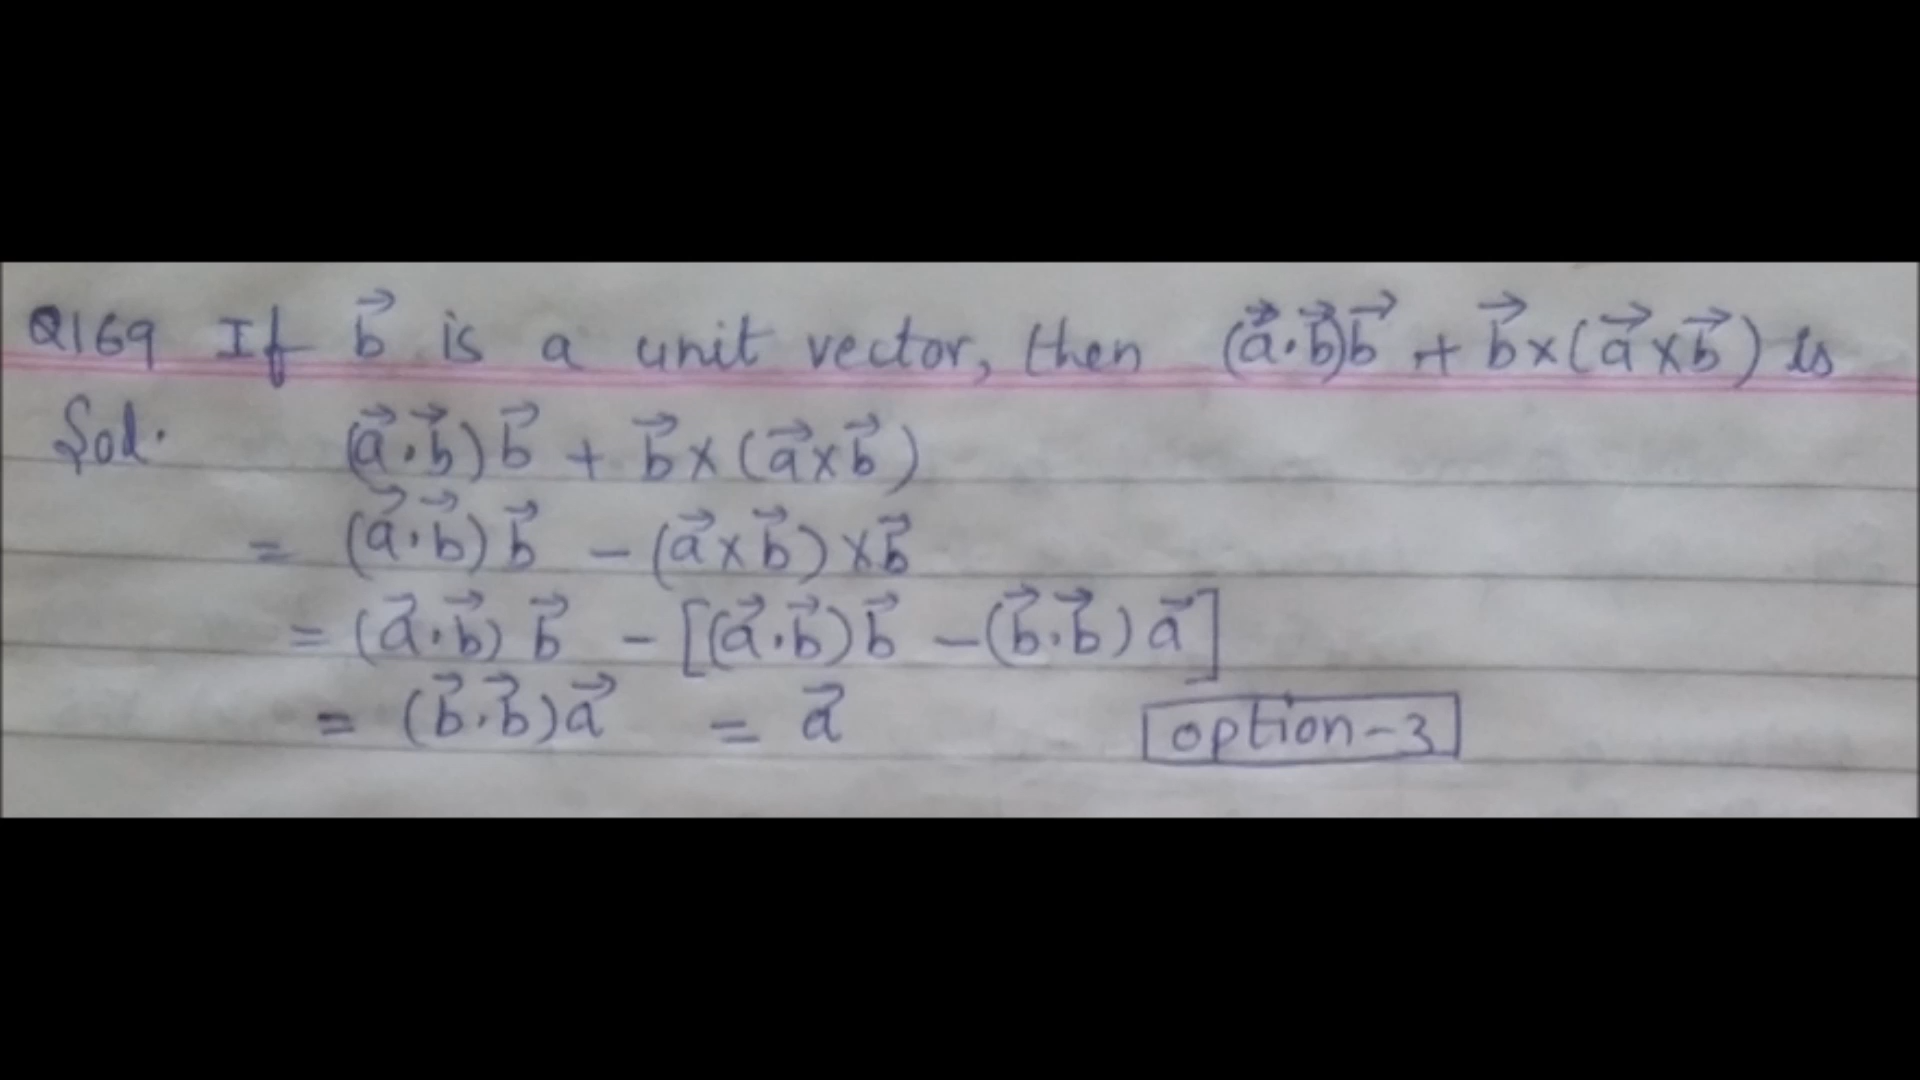 Q169 If b⃗ is a unit vector, then (a⃗·b⃗)b⃗ + b⃗×(a⃗×b⃗) is
Sol. (a⃗·b⃗)b⃗ + b⃗×(a⃗×b⃗)
= (a⃗·b⃗)b⃗ − (a⃗×b⃗)×b⃗
= (a⃗·b⃗)b⃗ − [(a⃗·b⃗)b⃗ − (b⃗·b⃗)a⃗]
= (b⃗·b⃗)a⃗ = a⃗ option-3